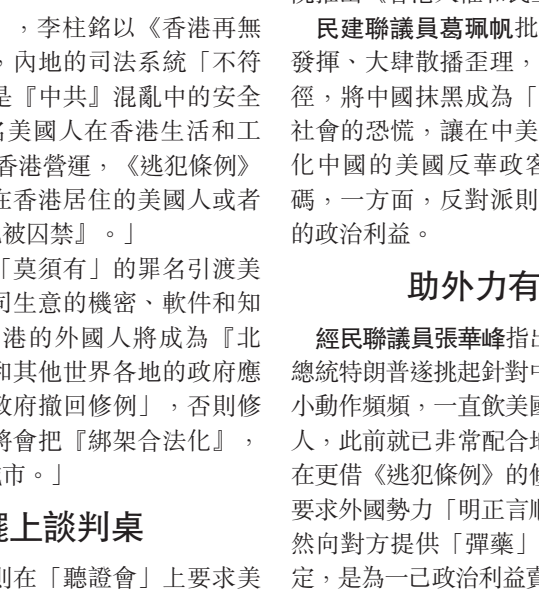 」，李柱銘以《香港再無
，內地的司法系統「不符
是『中共』混亂中的安全
名美國人在香港生活和工
香港營運，《逃犯條例》
在香港居住的美國人或者
被囚禁』。」
「莫須有」的罪名引渡美
司生意的機密、軟件和知
港的外國人將成為『北
和其他世界各地的政府應
政府撤回修例」，否則修
將會把『綁架合法化』，
市。」
擺上談判桌
則在「聽證會」上要求美
民建聯議員葛珮帆批
發揮、大肆散播歪理，
徑，將中國抹黑成為「
社會的恐慌，讓在中美
化中國的美國反華政客
碼，一方面，反對派則
的政治利益。
助外力有
經民聯議員張華峰指出
總統特朗普遂挑起針對中
小動作頻頻，一直飲美國
人，此前就已非常配合地
在更借《逃犯條例》的修
要求外國勢力「明正言順
然向對方提供「彈藥」
定，是為一己政治利益賣